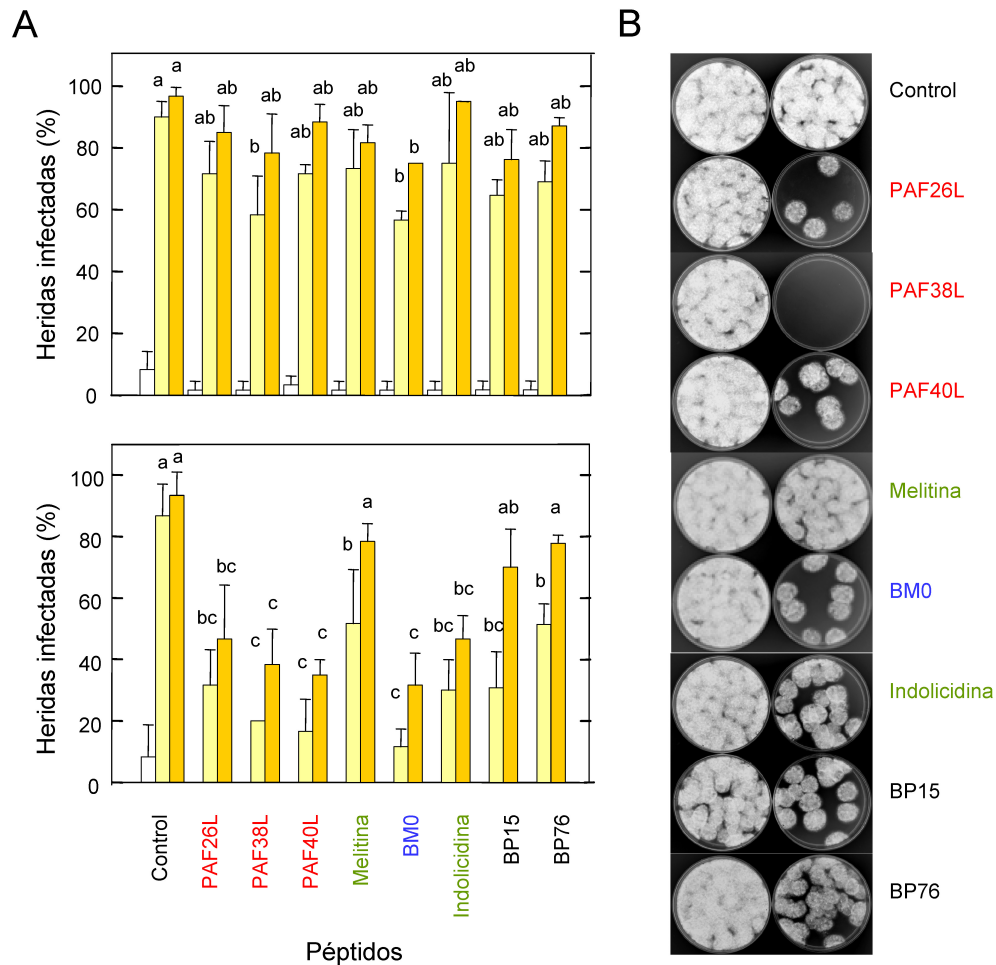 A
B
Heridas infectadas (%)
100
80
60
40
20
0
a a
ab ab
b ab
ab ab
ab ab
b b
ab ab
ab ab
ab ab
Heridas infectadas (%)
100
80
60
40
20
0
a a
bc bc
c c
c c
b a
c c
bc bc
bc ab
b a
Control
PAF26L
PAF38L
PAF40L
Melitina
BM0
Indolicidina
BP15
BP76
Péptidos
Control
PAF26L
PAF38L
PAF40L
Melitina
BM0
Indolicidina
BP15
BP76